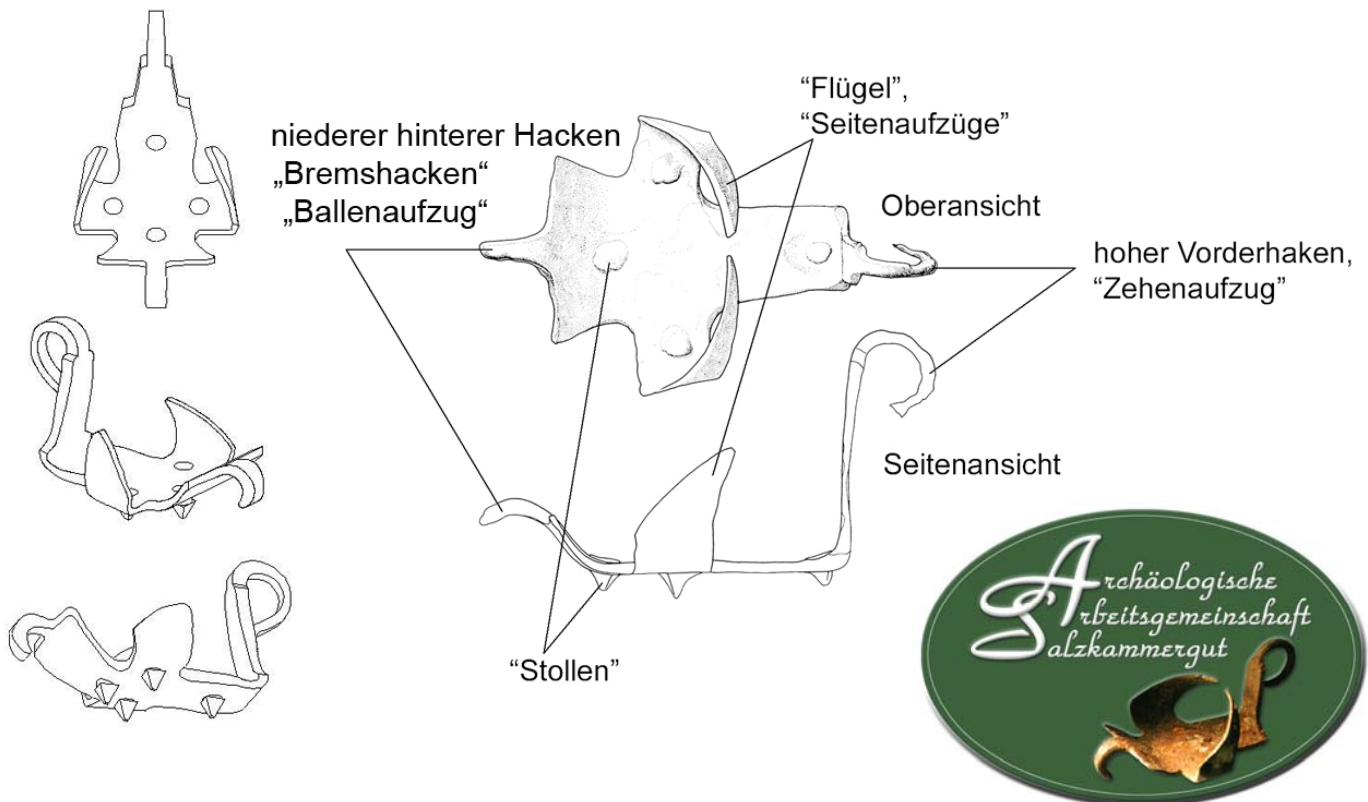 “Flügel”,
“Seitenaufzüge”
niederer hinterer Hacken
„Bremshacken“
„Ballenaufzug“
Oberansicht
hoher Vorderhaken,
“Zehenaufzug”
Seitenansicht
“Stollen”
Archäologische
Arbeitsgemeinschaft
Salzkammergut